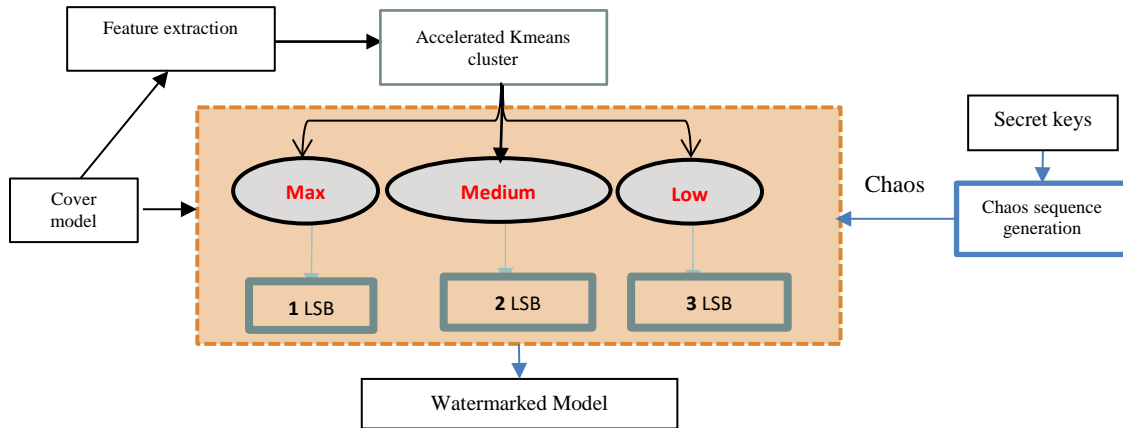 Feature extraction
Accelerated Kmeans
cluster
Secret keys
Max
Medium
Low
Chaos
Cover
model
Chaos sequence
generation
1 LSB
2 LSB
3 LSB
Watermarked Model